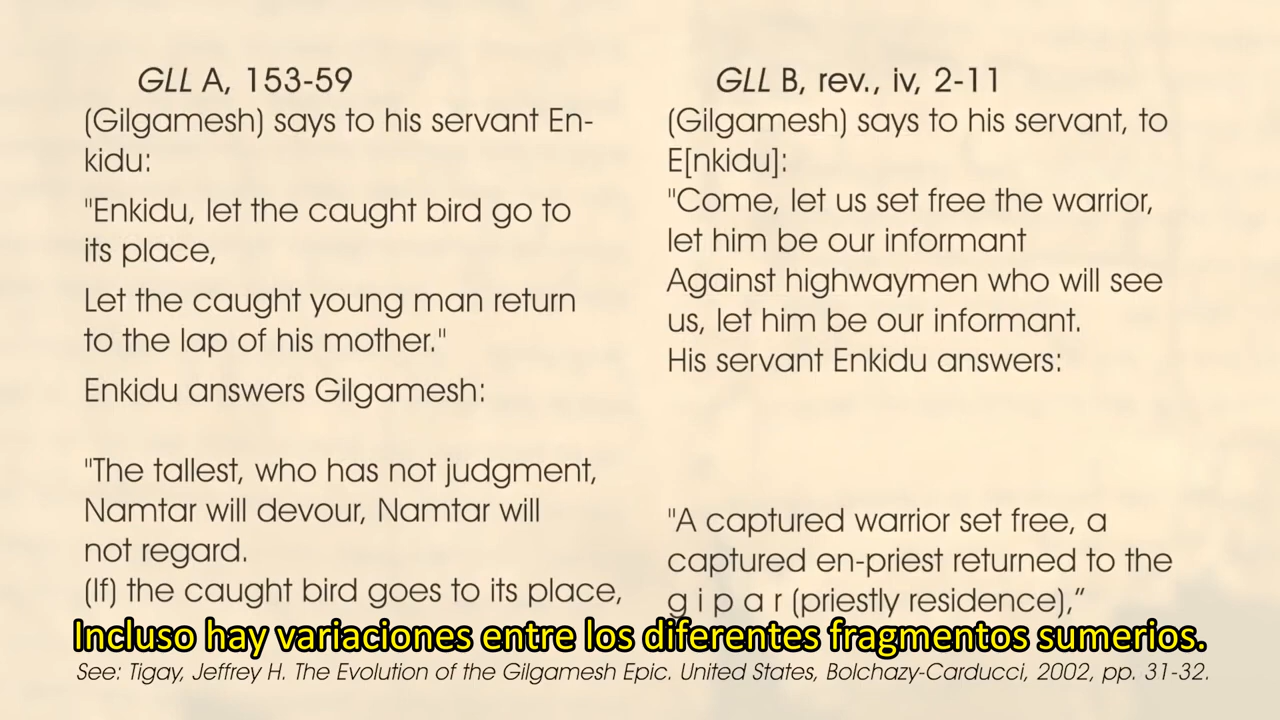 GLL A, 153-59
(Gilgamesh) says to his servant En-
kidu:
"Enkidu, let the caught bird go to
its place,
Let the caught young man return
to the lap of his mother."
Enkidu answers Gilgamesh:
"The tallest, who has not judgment,
Namtar will devour, Namtar will
not regard.
(If) the caught bird goes to its place,
GLL B, rev., iv, 2-11
(Gilgamesh) says to his servant, to
E[nkidu]:
"Come, let us set free the warrior,
let him be our informant
Against highwaymen who will see
us, let him be our informant.
His servant Enkidu answers:
"A captured warrior set free, a
captured en-priest returned to the
g i p a r (priestly residence),”
Incluso hay variaciones entre los diferentes fragmentos sumerios.
See: Tigay, Jeffrey H. The Evolution of the Gilgamesh Epic. United States, Bolchazy-Carducci, 2002, pp. 31-32.